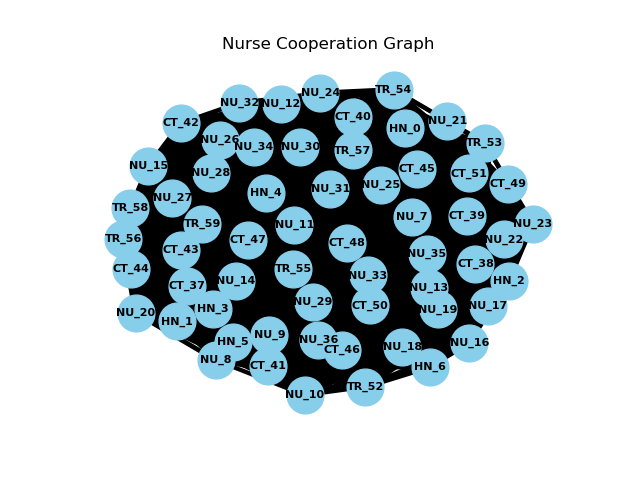 Nurse Cooperation Graph
TR_54
NU_24
NU_32
NU_12
CT_40
NU_21
CT_42
HN_0
NU_26
TR_53
NU_34
NU_30
TR_57
NU_15
CT_45
NU_28
CT_51
CT_49
NU_25
NU_31
HN_4
NU_27
TR_58
CT_39
NU_7
TR_59
NU_11
NU_23
TR_56
CT_47
CT_48
NU_22
CT_43
NU_35
CT_38
CT_44
TR_55
NU_33
NU_14
HN_2
CT_37
NU_13
NU_29
CT_50
NU_17
HN_3
NU_19
NU_20
HN_1
NU_9
NU_36
HN_5
NU_16
CT_46
NU_18
NU_8
CT_41
HN_6
TR_52
NU_10